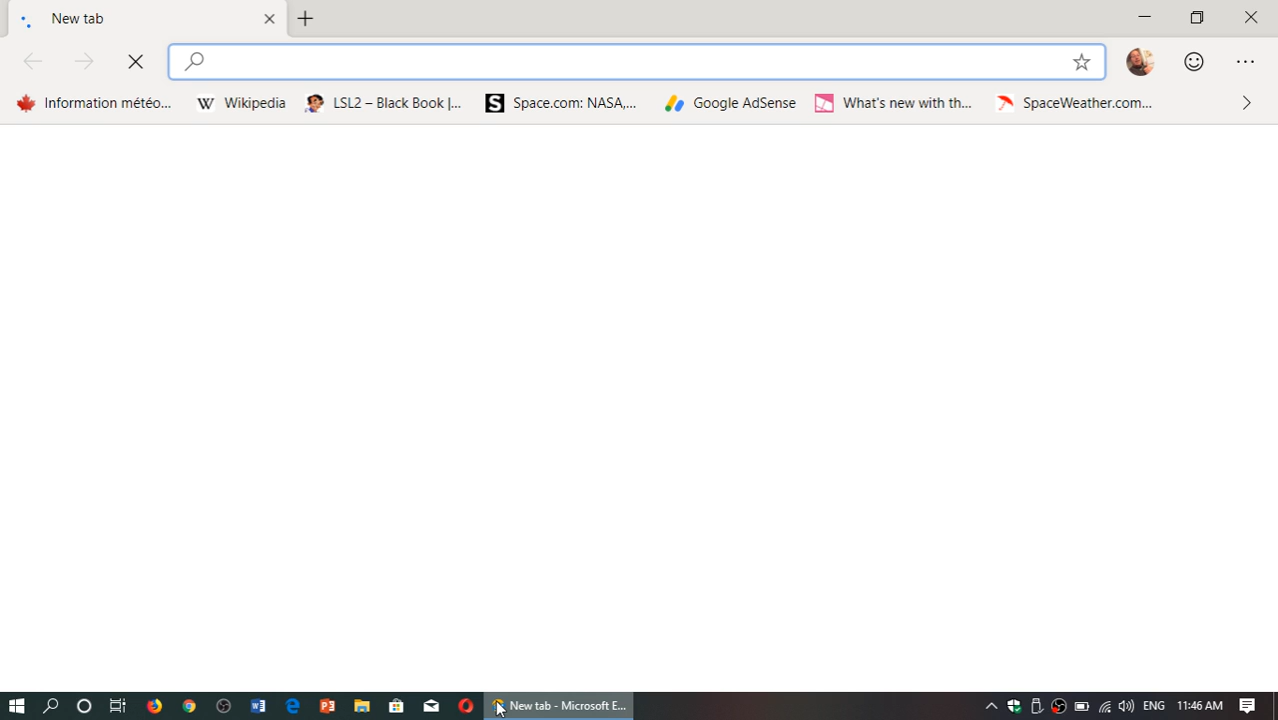 New tab
Information météo...
Wikipedia
LSL2 – Black Book |...
Space.com: NASA,...
Google AdSense
What's new with th...
SpaceWeather.com...
New tab - Microsoft E...
ENG
11:46 AM